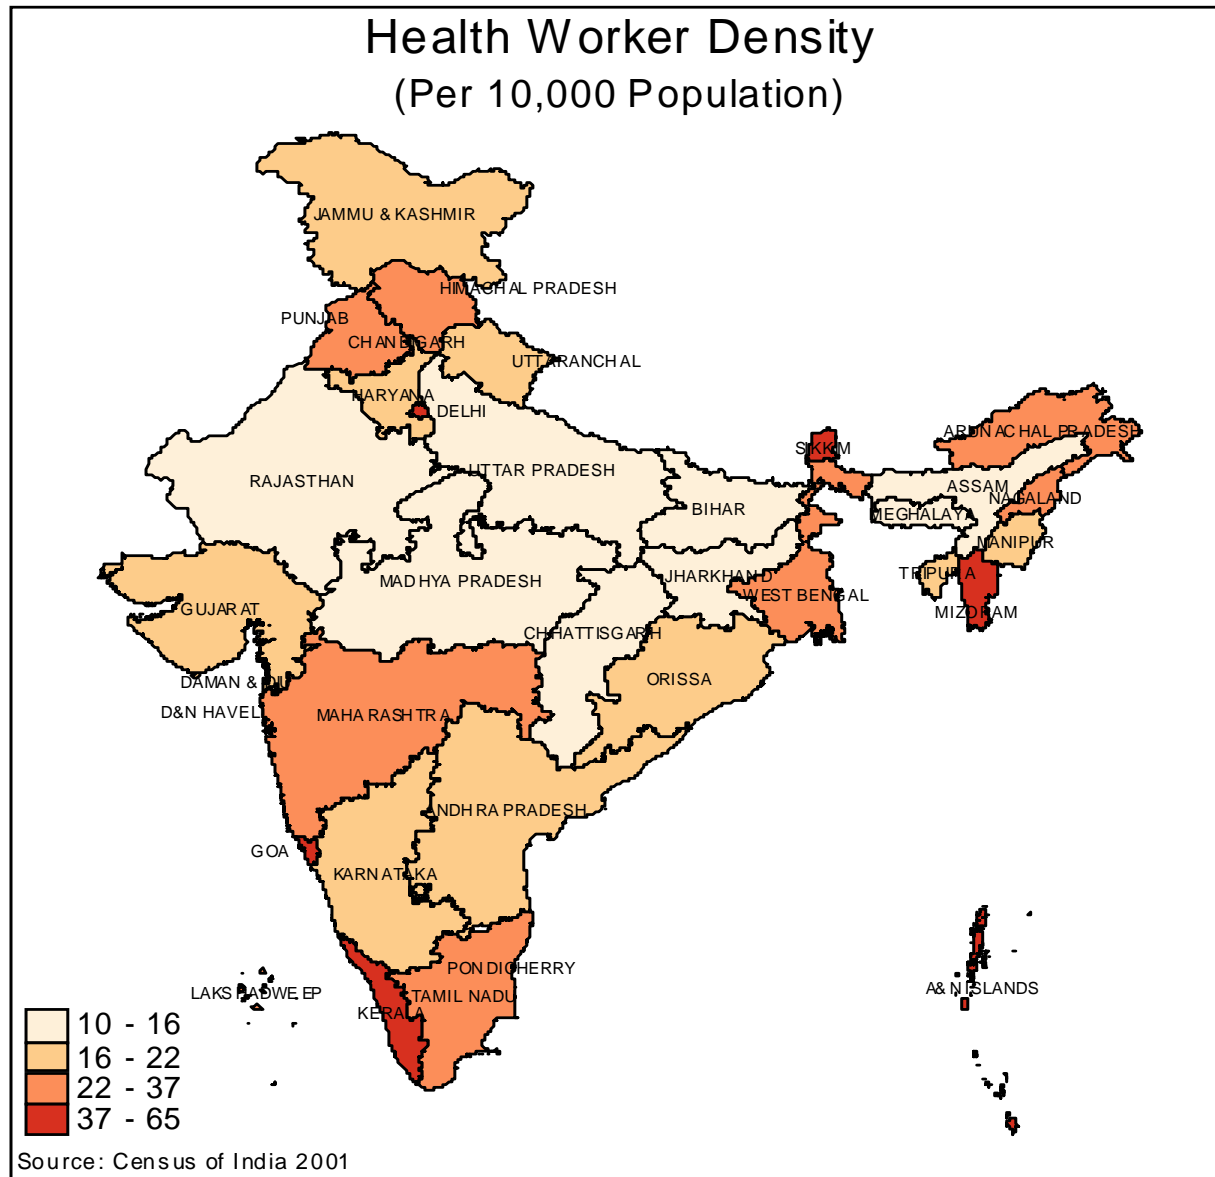 Health Worker Density
(Per 10,000 Population)
JAMMU & KASHMIR
HIMACHAL PRADESH
PUNJAB
CHANDIGARH
UTTARANCHAL
HARYANA
DELHI
SIKKIM
ARUNACHAL PRADESH
RAJASTHAN
UTTAR PRADESH
ASSAM
NAGALAND
BIHAR
MEGHALAYA
MANIPUR
MADHYA PRADESH
JHARKHAND
TRIPURA
WEST BENGAL
GUJARAT
MIZORAM
CHHATTISGARH
ORISSA
DAMAN & DIU
D&N HAVELI
MAHARASHTRA
ANDHRA PRADESH
GOA
KARNATAKA
PONDICHERRY
LAKSHADWEEP
TAMIL NADU
A& N ISLANDS
KERALA
10 - 16
16 - 22
22 - 37
37 - 65
Source: Census of India 2001